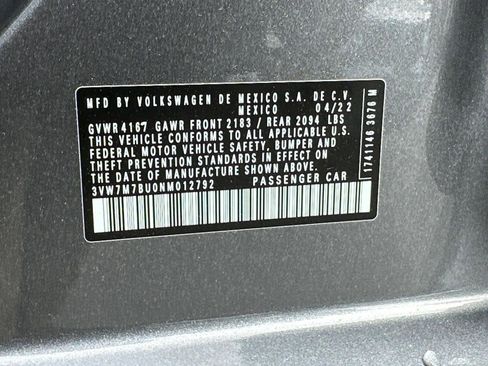 MFD BY VOLKSWAGEN DE MEXICO S.A. DE C.V.
MEXICO 04/22
GVWR 4167 GAWR FRONT 2183 / REAR 2094 LBS
THIS VEHICLE CONFORMS TO ALL APPLICABLE U.S.
FEDERAL MOTOR VEHICLE SAFETY, BUMPER AND
THEFT PREVENTION STANDARDS IN EFFECT ON
THE DATE OF MANUFACTURE SHOWN ABOVE
3VW7M7BU0NM012792 PASSENGER CAR
1741146 3676 M